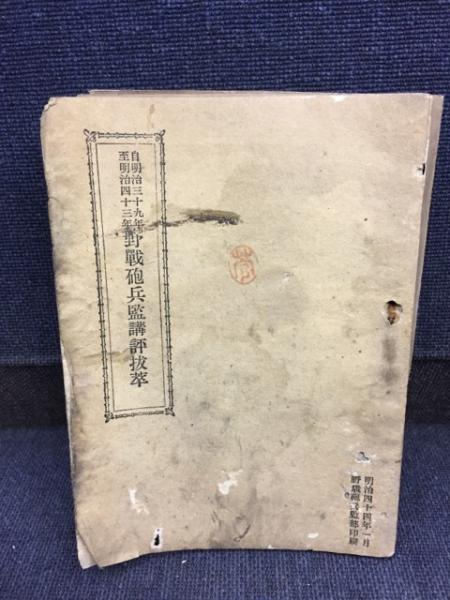 自明治三十九年
至明治四十三年
野戰砲兵監講評拔萃
明治四十四年一月
野戰砲兵監部印刷